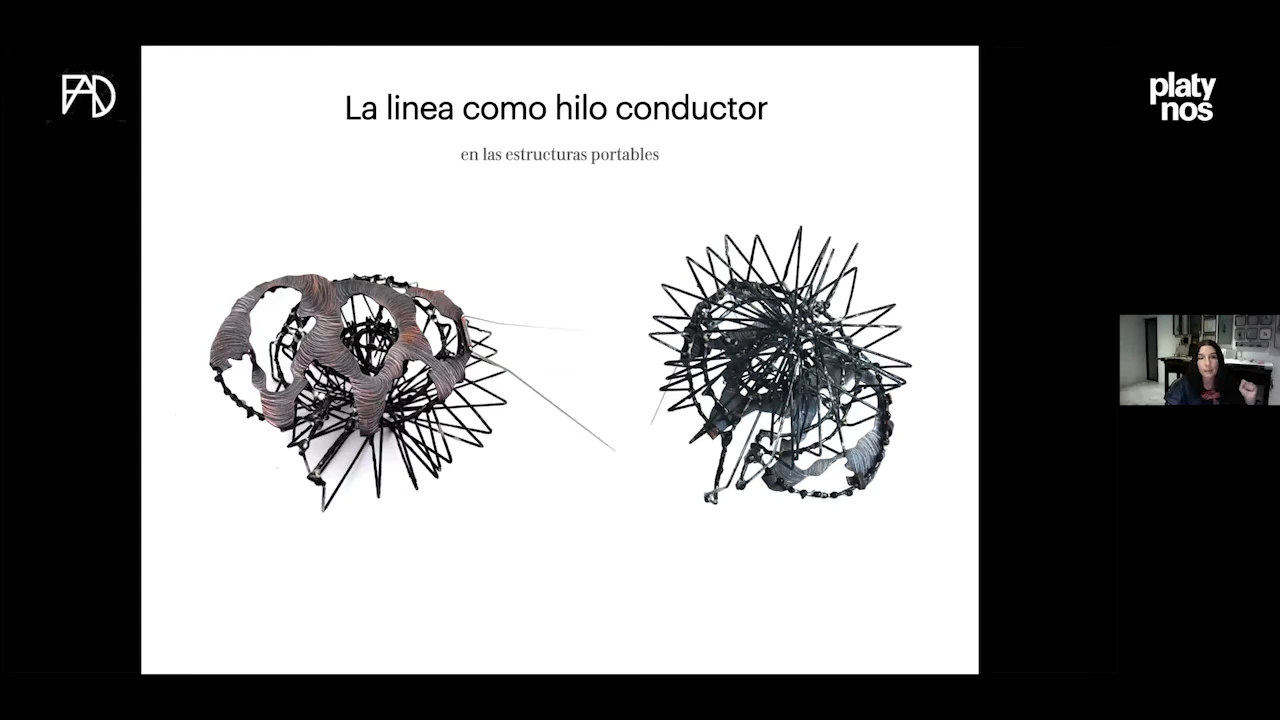 FAD
La linea como hilo conductor
en las estructuras portables
platy
nos